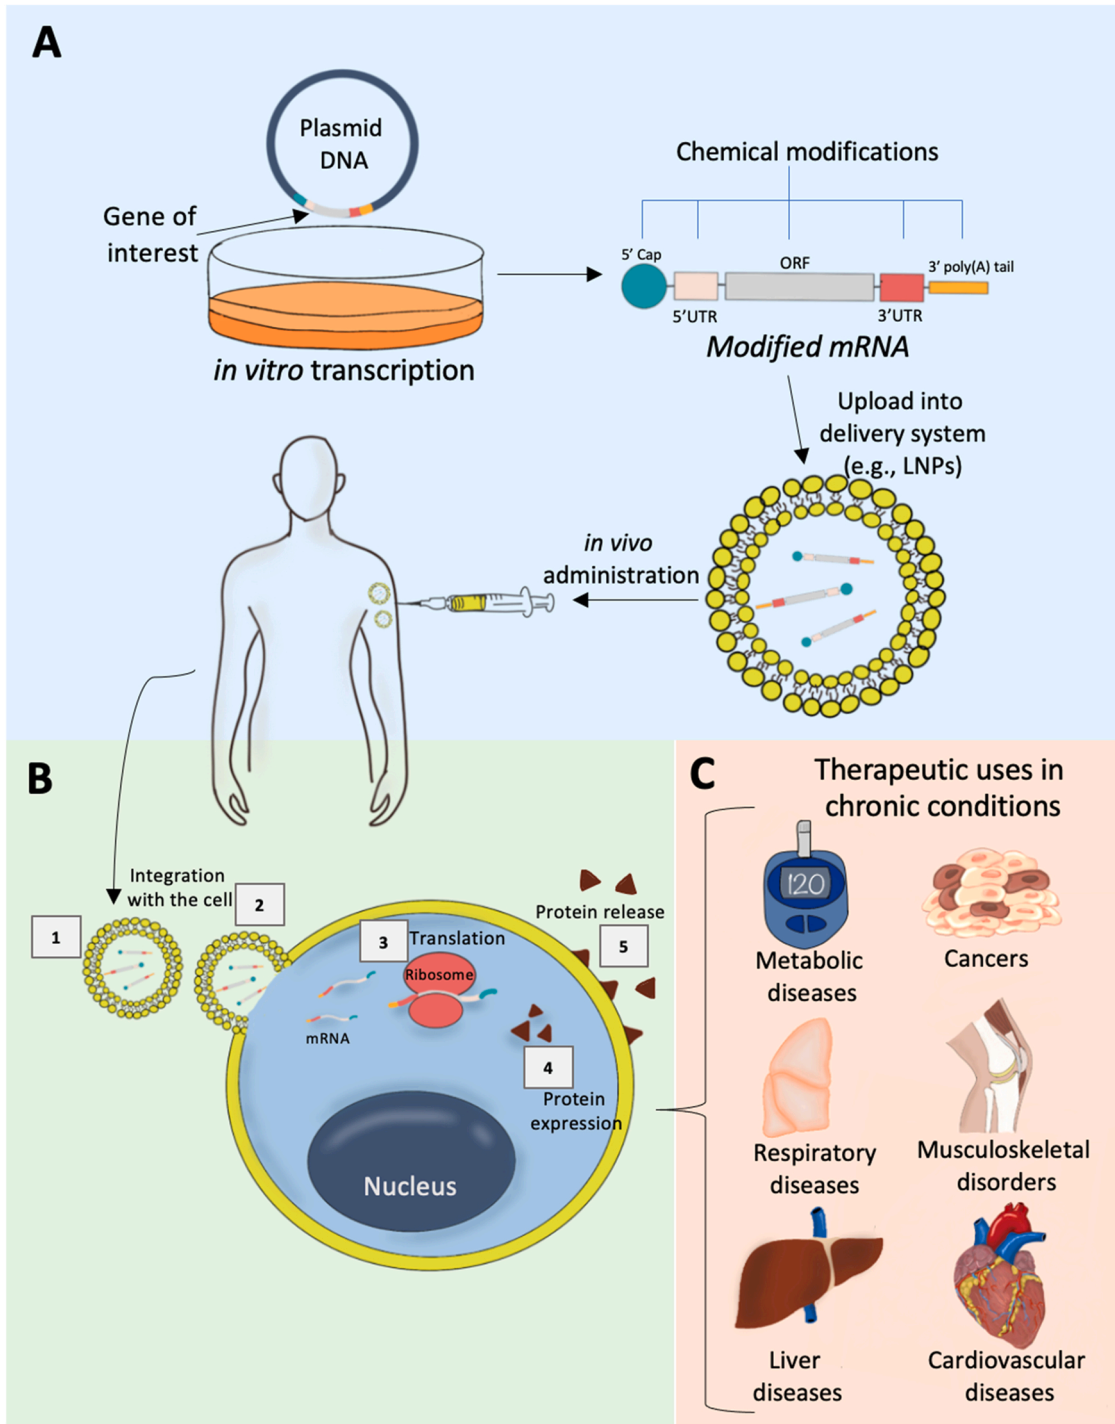 A
Plasmid
DNA
Gene of
interest
in vitro transcription
Chemical modifications
5’ Cap
ORF
3’ poly(A) tail
5’UTR
3’UTR
Modified mRNA
Upload into
delivery system
(e.g., LNPs)
in vivo
administration
B
Integration
with the cell
1
2
3
Translation
Ribosome
mRNA
4
Protein
expression
Protein release
5
Nucleus
C
Therapeutic uses in
chronic conditions
120
Metabolic
diseases
Cancers
Respiratory
diseases
Musculoskeletal
disorders
Liver
diseases
Cardiovascular
diseases